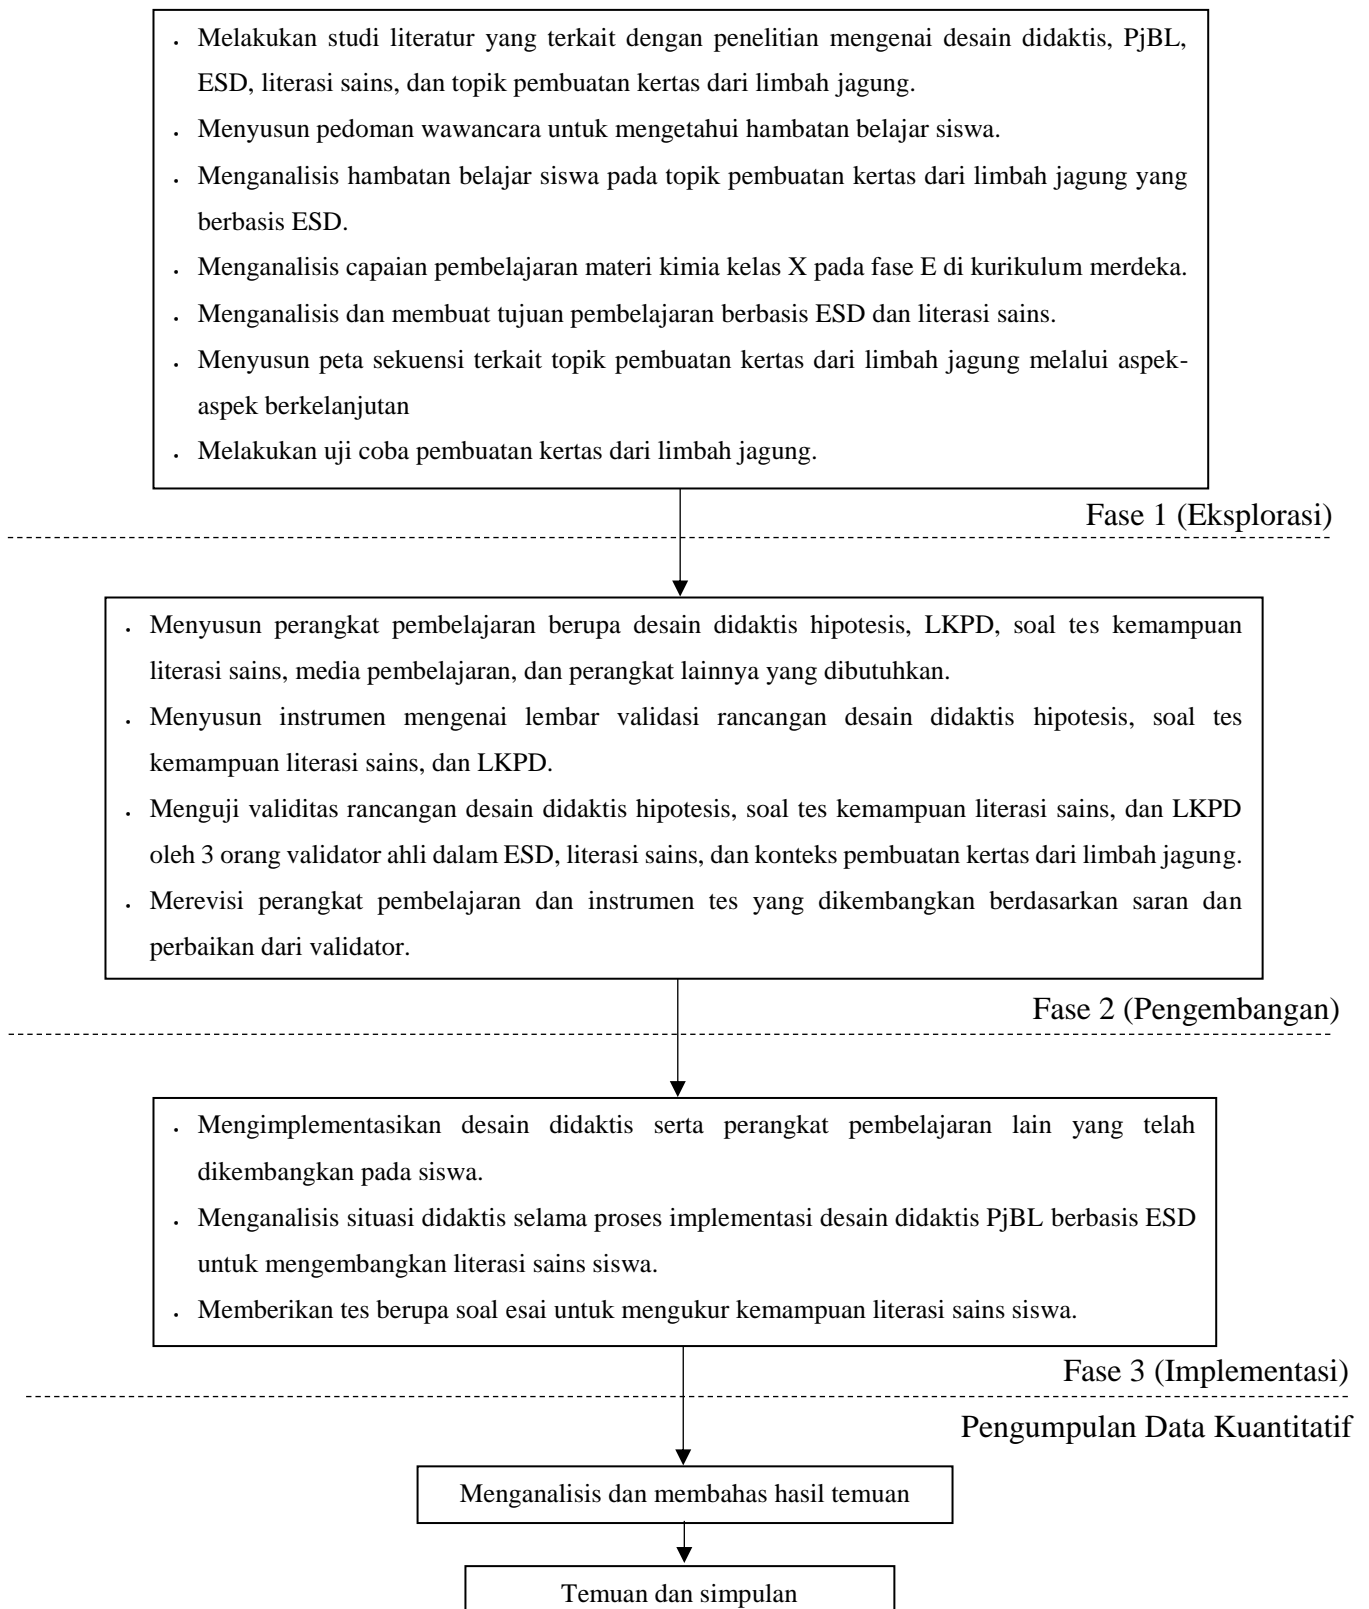 . Melakukan studi literatur yang terkait dengan penelitian mengenai desain didaktis, PjBL,
ESD, literasi sains, dan topik pembuatan kertas dari limbah jagung.
. Menyusun pedoman wawancara untuk mengetahui hambatan belajar siswa.
. Menganalisis hambatan belajar siswa pada topik pembuatan kertas dari limbah jagung yang
berbasis ESD.
. Menganalisis capaian pembelajaran materi kimia kelas X pada fase E di kurikulum merdeka.
. Menganalisis dan membuat tujuan pembelajaran berbasis ESD dan literasi sains.
. Menyusun peta sekuensi terkait topik pembuatan kertas dari limbah jagung melalui aspek-
aspek berkelanjutan
. Melakukan uji coba pembuatan kertas dari limbah jagung.
Fase 1 (Eksplorasi)
. Menyusun perangkat pembelajaran berupa desain didaktis hipotesis, LKPD, soal tes kemampuan
literasi sains, media pembelajaran, dan perangkat lainnya yang dibutuhkan.
. Menyusun instrumen mengenai lembar validasi rancangan desain didaktis hipotesis, soal tes
kemampuan literasi sains, dan LKPD.
. Menguji validitas rancangan desain didaktis hipotesis, soal tes kemampuan literasi sains, dan LKPD
oleh 3 orang validator ahli dalam ESD, literasi sains, dan konteks pembuatan kertas dari limbah jagung.
. Merevisi perangkat pembelajaran dan instrumen tes yang dikembangkan berdasarkan saran dan
perbaikan dari validator.
Fase 2 (Pengembangan)
. Mengimplementasikan desain didaktis serta perangkat pembelajaran lain yang telah
dikembangkan pada siswa.
. Menganalisis situasi didaktis selama proses implementasi desain didaktis PjBL berbasis ESD
untuk mengembangkan literasi sains siswa.
. Memberikan tes berupa soal esai untuk mengukur kemampuan literasi sains siswa.
Fase 3 (Implementasi)
Pengumpulan Data Kuantitatif
Menganalisis dan membahas hasil temuan
Temuan dan simpulan